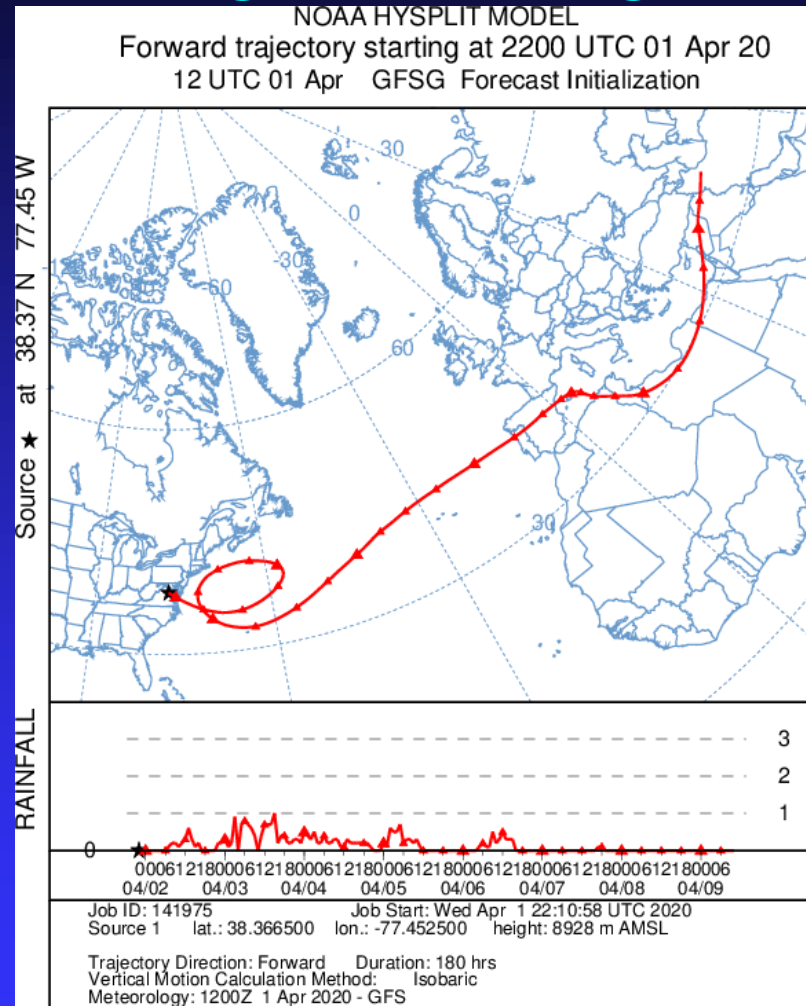 NOAA HYSPLIT MODEL
Forward trajectory starting at 2200 UTC 01 Apr 20
12 UTC 01 Apr GFSG Forecast Initialization
Source ★ at 38.37 N 77.45 W
30
0
-30
-60
60
30
RAINFALL
3
2
1
0
000612180006121800061218000612180006121800061218000612180006
04/02 04/03 04/04 04/05 04/06 04/07 04/08 04/09
Job ID: 141975 Job Start: Wed Apr 1 22:10:58 UTC 2020
Source 1 lat.: 38.366500 lon.: -77.452500 height: 8928 m AMSL
Trajectory Direction: Forward Duration: 180 hrs
Vertical Motion Calculation Method: Isobaric
Meteorology: 1200Z 1 Apr 2020 - GFS